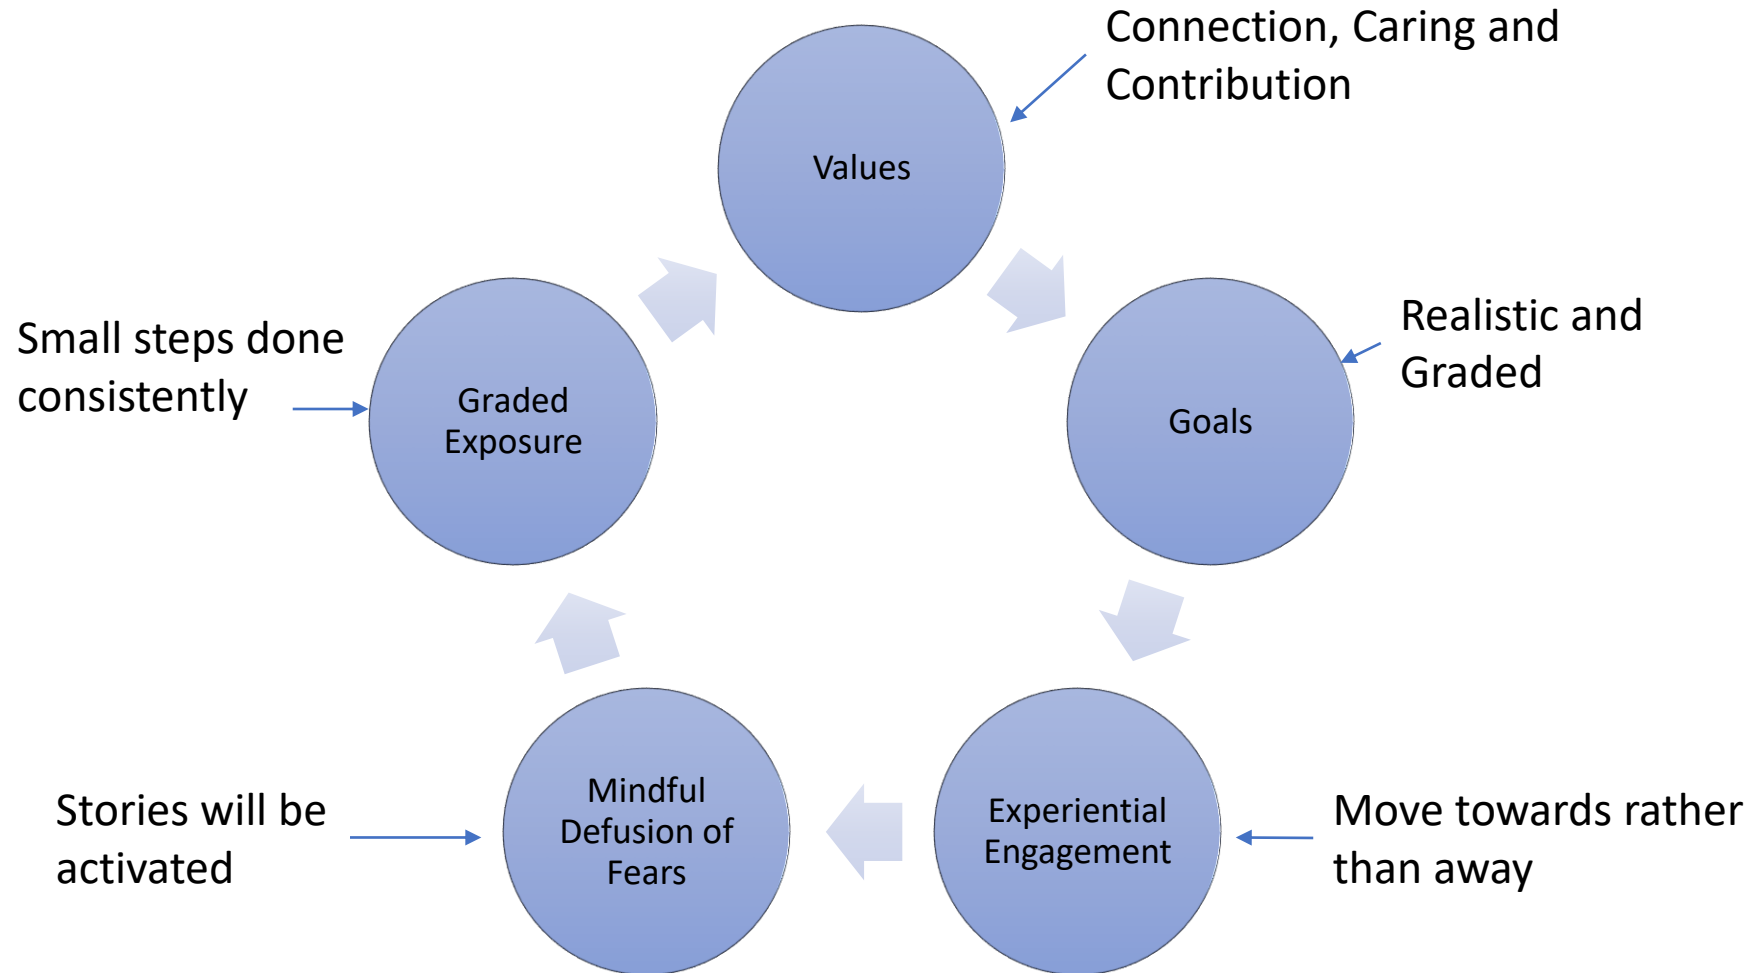 Connection, Caring and
Contribution
Values
Realistic and
Graded
Goals
Small steps done
consistently
Graded
Exposure
Mindful
Defusion of
Fears
Experiential
Engagement
Stories will be
activated
Move towards rather
than away